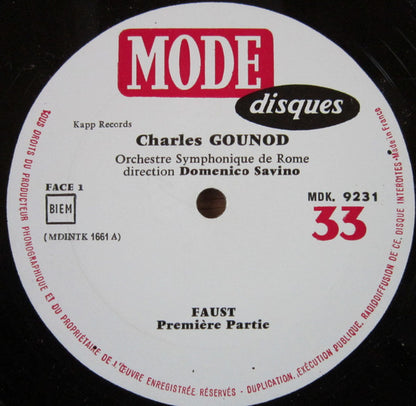 MODE
disques
Kapp Records
Charles GOUNOD
Orchestre Symphonique de Rome
direction Domenico Savino
FACE 1
BIEM
(MDINTK 1661 A)
MDK. 9231
33
FAUST
Première Partie
TOUS DROITS DU PRODUCTEUR PHONOGRAPHIQUE ET DU PROPRIÉTAIRE DE L'ŒUVRE ENREGISTRÉE RÉSERVÉS - DUPLICATION, EXÉCUTION PUBLIQUE, RADIODIFFUSION DE CE DISQUE INTERDITES Made in France